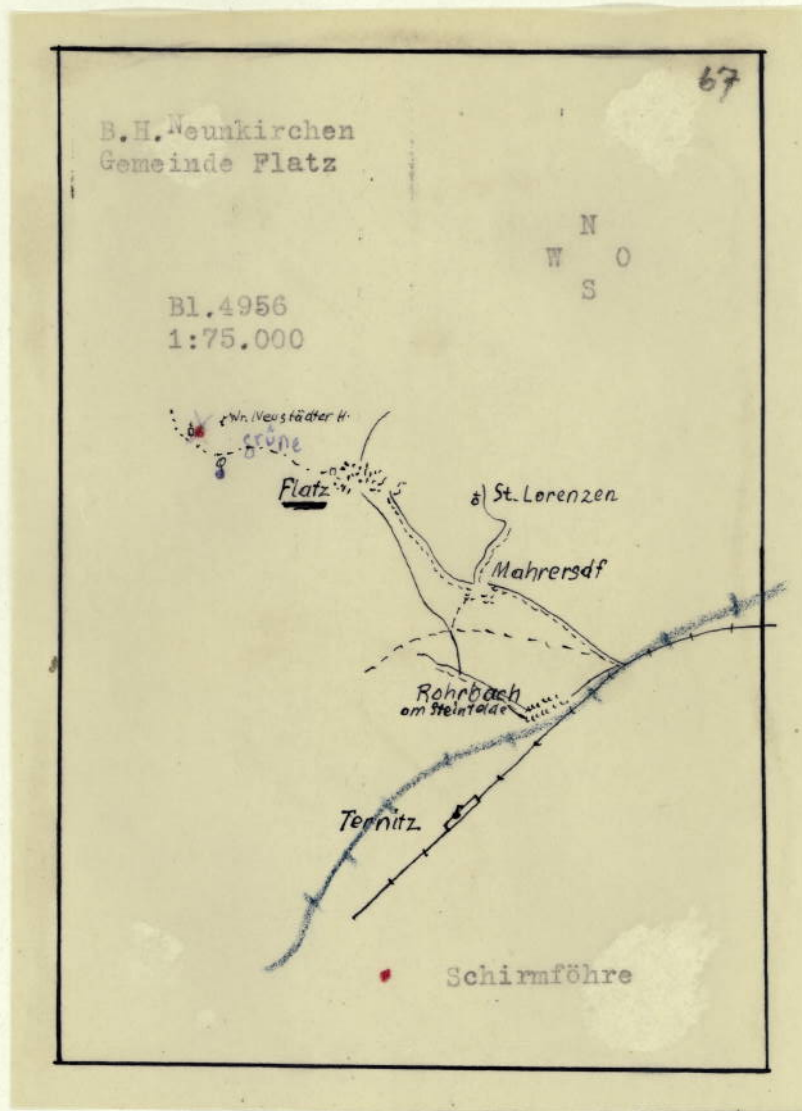 67
B.H.Neunkirchen
Gemeinde Flatz
N
W O
S
Bl.4956
1:75.000
Wr. Neustädter H.
Grüne
Flatz
St. Lorenzen
Mahrersdf
Rohrbach
am Steinfelde
Ternitz
Schirmföhre